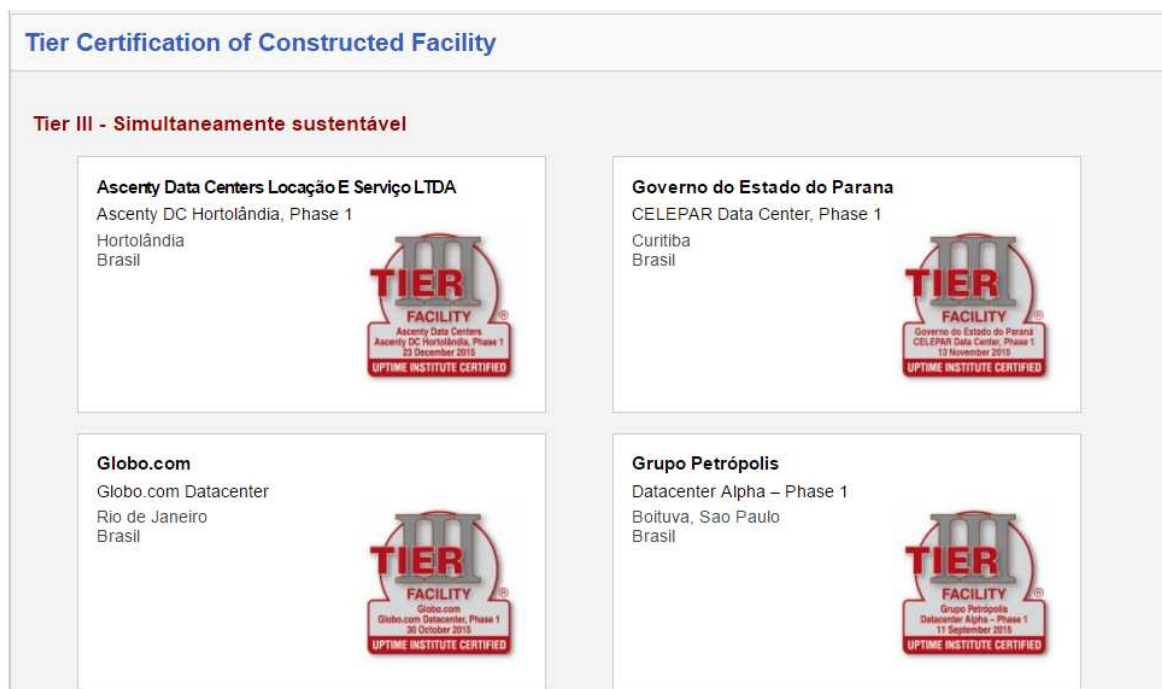 Tier Certification of Constructed Facility
Tier III - Simultaneamente sustentável
Ascenty Data Centers Locação E Serviço LTDA
Ascenty DC Hortolândia, Phase 1
Hortolândia
Brasil
III
TIER
FACILITY
®
Ascenty Data Centers
Ascenty DC Hortolândia, Phase 1
23 December 2015
UPTIME INSTITUTE CERTIFIED
Governo do Estado do Parana
CELEPAR Data Center, Phase 1
Curitiba
Brasil
III
TIER
FACILITY
®
Governo do Estado do Paraná
CELEPAR Data Center, Phase 1
13 November 2015
UPTIME INSTITUTE CERTIFIED
Globo.com
Globo.com Datacenter
Rio de Janeiro
Brasil
III
TIER
FACILITY
®
Globo.com
Globo.com Datacenter, Phase 1
30 October 2015
UPTIME INSTITUTE CERTIFIED
Grupo Petrópolis
Datacenter Alpha – Phase 1
Boituva, Sao Paulo
Brasil
III
TIER
FACILITY
®
Grupo Petrópolis
Datacenter Alpha – Phase 1
11 September 2015
UPTIME INSTITUTE CERTIFIED